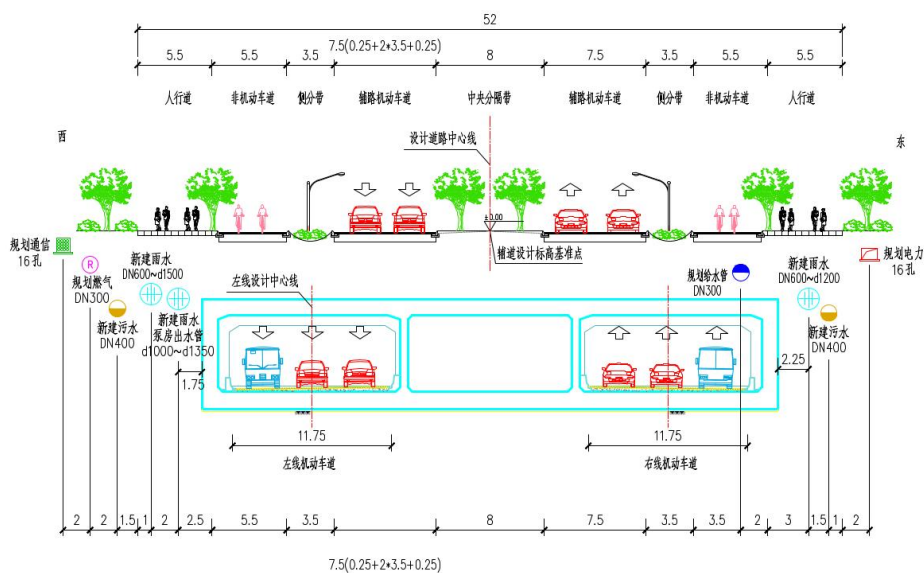 52
7.5(0.25+2*3.5+0.25)
5.5 5.5 3.5 8 7.5 3.5 5.5 5.5
人行道 非机动车道 侧分带 辅路机动车道 中央分隔带 辅路机动车道 侧分带 非机动车道 人行道
西
设计道路中心线
东
±0.00
辅道设计标高基准点
规划通信
16孔
R
规划燃气
DN300
新建污水
DN400
新建雨水
DN600~d1500
新建雨水
泵房出水管
d1000~d1350
左线设计中心线
规划给水管
DN300
新建雨水
DN600~d1200
新建污水
DN400
规划电力
16孔
1.75
2.25
11.75
左线机动车道
11.75
右线机动车道
2 2 1.5 1 2 2.5 5.5 3.5 8 7.5 3.5 3.5 2 3 1.5 1 2
7.5(0.25+2*3.5+0.25)